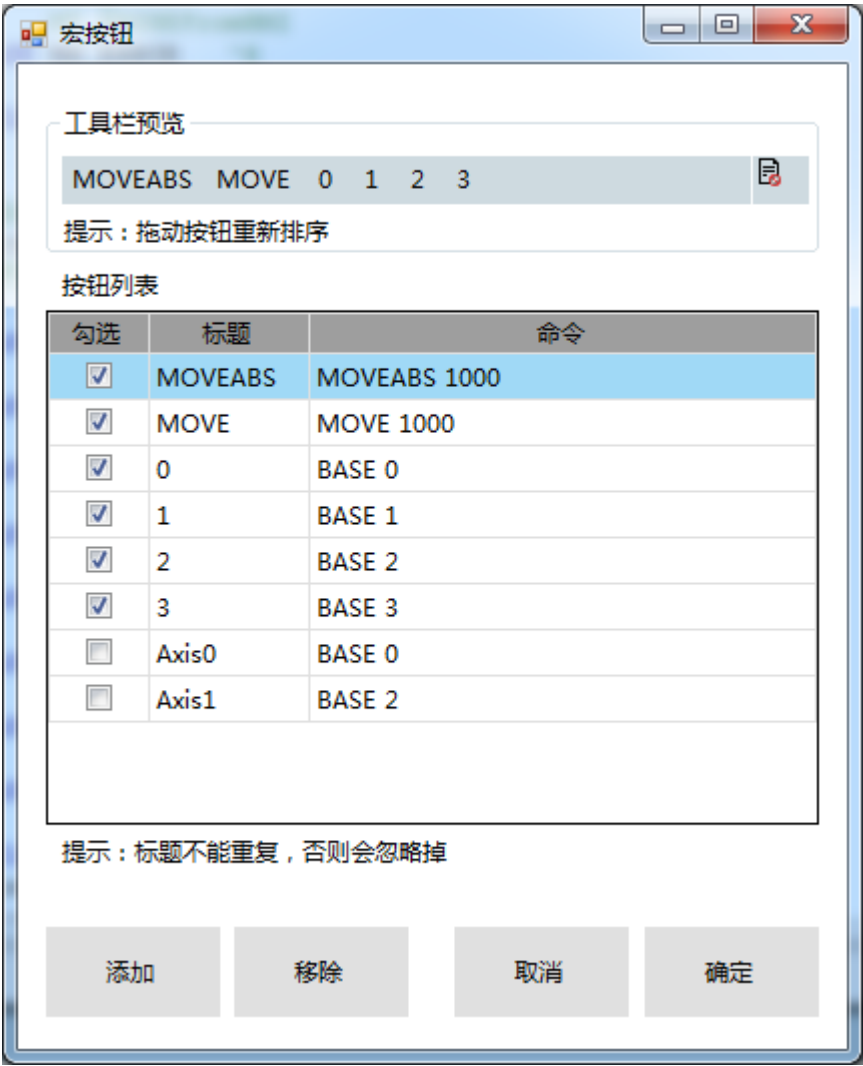 宏按钮
工具栏预览
MOVEABS MOVE 0 1 2 3
提示：拖动按钮重新排序
按钮列表
勾选 标题 命令
MOVEABS MOVEABS 1000
MOVE MOVE 1000
0 BASE 0
1 BASE 1
2 BASE 2
3 BASE 3
Axis0 BASE 0
Axis1 BASE 2
提示：标题不能重复，否则会忽略掉
添加 移除 取消 确定